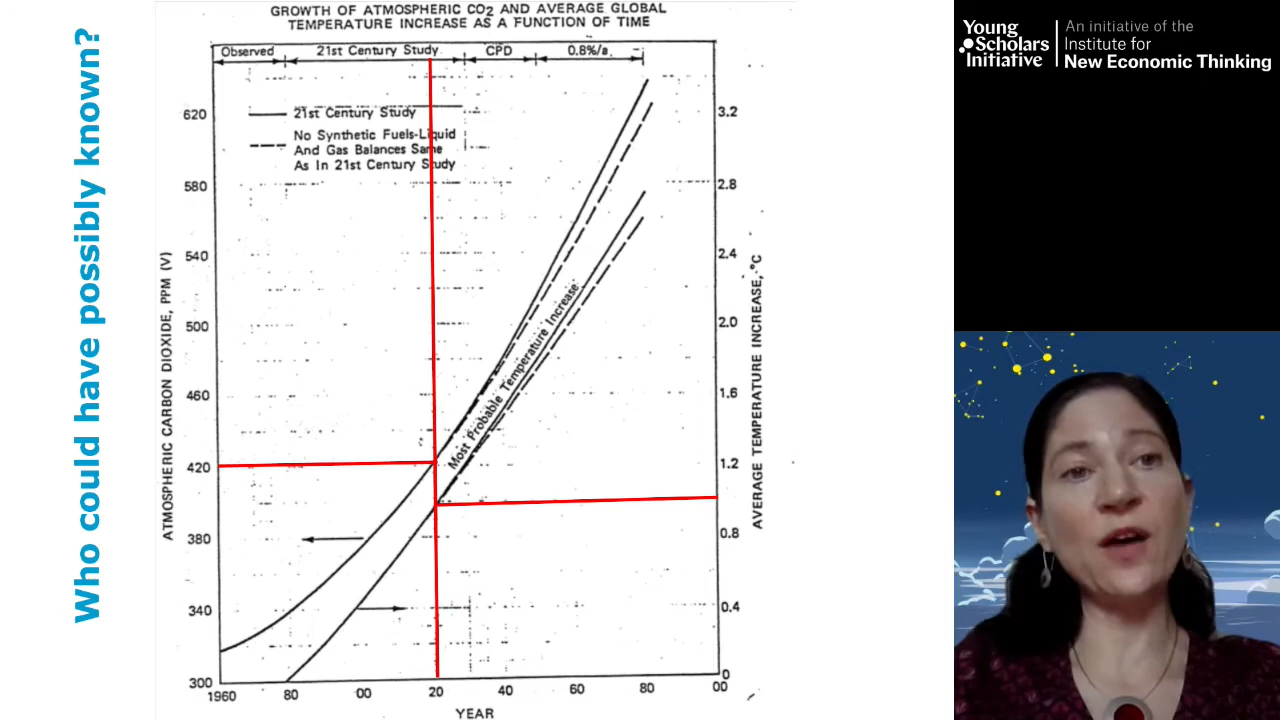 Who could have possibly known?
GROWTH OF ATMOSPHERIC CO2 AND AVERAGE GLOBAL
TEMPERATURE INCREASE AS A FUNCTION OF TIME
Observed
21st Century Study
CPD
0.8%/a
21st Century Study
No Synthetic Fuels-Liquid
And Gas Balances Same
As In 21st Century Study
ATMOSPHERIC CARBON DIOXIDE, PPM (V)
620
580
540
500
460
420
380
340
300
Most Probable Temperature Increase
3.2
2.8
2.4
2.0
1.6
1.2
0.8
0.4
0
AVERAGE TEMPERATURE INCREASE, °C
1960
80
00
20
40
60
80
00
YEAR
Young
Scholars
Initiative
An initiative of the
Institute for
New Economic Thinking